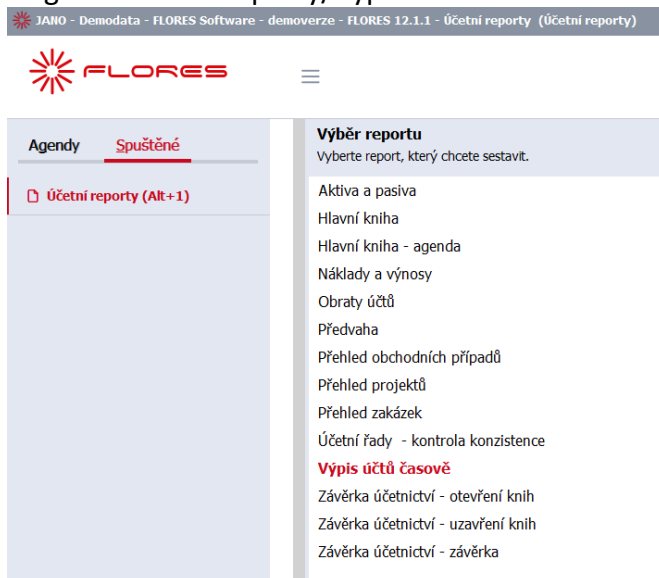 JANO - Demodata - FLORES Software - demoverze - FLORES 12.1.1 - Účetní reporty (Účetní reporty)
FLORES
Agendy Spuštěné
Účetní reporty (Alt+1)
Výběr reportu
Vyberte report, který chcete sestavit.
Aktiva a pasiva
Hlavní kniha
Hlavní kniha - agenda
Náklady a výnosy
Obraty účtů
Předvaha
Přehled obchodních případů
Přehled projektů
Přehled zakázek
Účetní řady - kontrola konzistence
Výpis účtů časově
Závěrka účetnictví - otevření knih
Závěrka účetnictví - uzavření knih
Závěrka účetnictví - závěrka